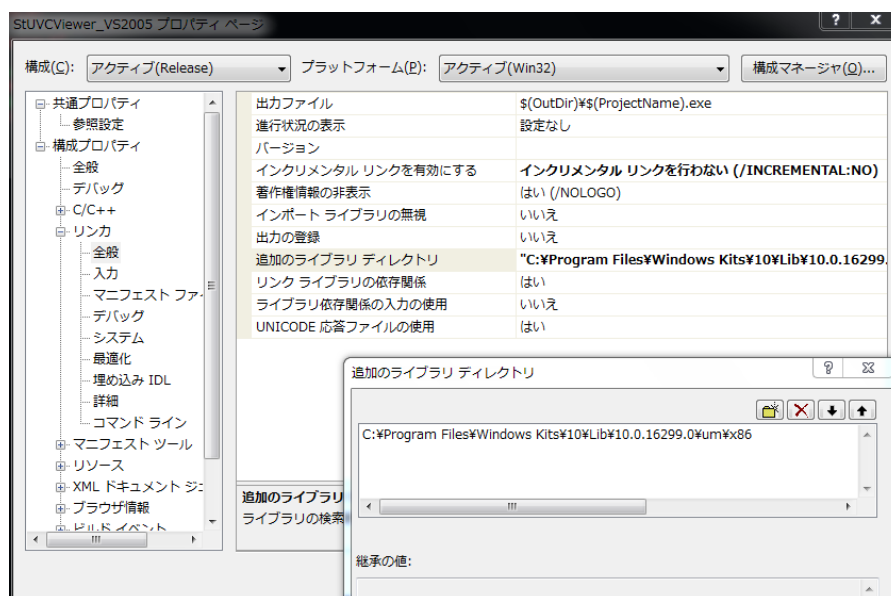 StUVCViewer_VS2005 プロパティ ページ
構成(C): アクティブ(Release) プラットフォーム(P): アクティブ(Win32) 構成マネージャ(O)...
共通プロパティ
参照設定
構成プロパティ
全般
デバッグ
C/C++
リンカ
全般
入力
マニフェスト ファ
デバッグ
システム
最適化
埋め込み IDL
詳細
コマンド ライン
マニフェスト ツール
リソース
XML ドキュメント ジ
ブラウザ情報
ビルド イベント
出力ファイル $(OutDir)¥$(ProjectName).exe
進行状況の表示 設定なし
バージョン
インクリメンタル リンクを有効にする インクリメンタル リンクを行わない (/INCREMENTAL:NO)
著作権情報の非表示 はい (/NOLOGO)
インポート ライブラリの無視 いいえ
出力の登録 いいえ
追加のライブラリ ディレクトリ "C:¥Program Files¥Windows Kits¥10¥Lib¥10.0.16299.
リンク ライブラリの依存関係 はい
ライブラリ依存関係の入力の使用 いいえ
UNICODE 応答ファイルの使用 はい
追加のライブラリ
ライブラリの検索
追加のライブラリ ディレクトリ
C:¥Program Files¥Windows Kits¥10¥Lib¥10.0.16299.0¥um¥x86
継承の値: